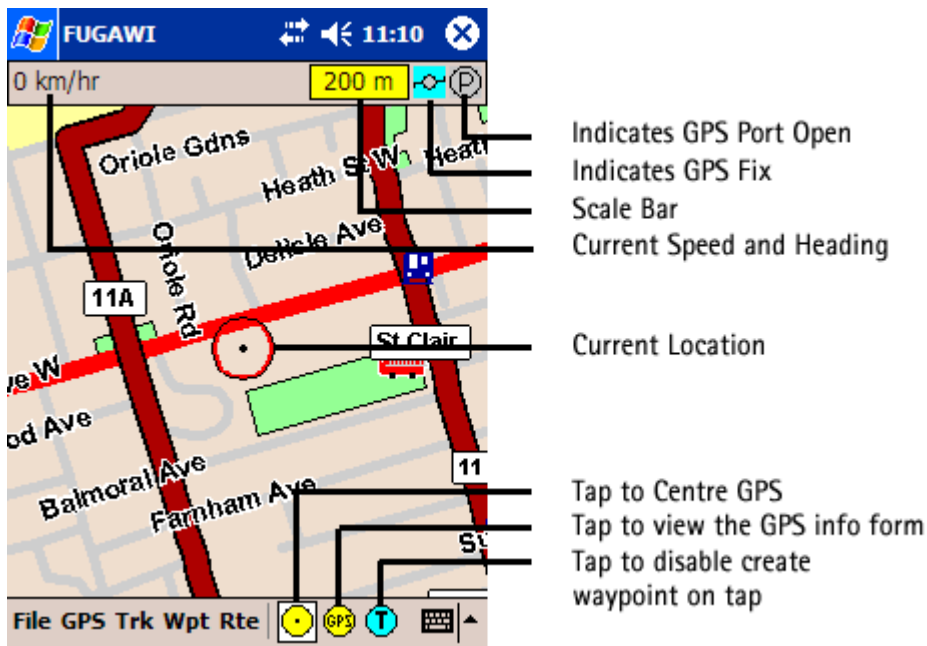 FUGAWI 11:10
0 km/hr 200 m P
Indicates GPS Port Open
Indicates GPS Fix
Scale Bar
Current Speed and Heading
Oriole Gdns
Heath St W
Heath
Delisle Ave
Oriole Rd
11A
St Clair
Current Location
ve W
od Ave
Balmoral Ave
Farnham Ave
11
Tap to Centre GPS
Tap to view the GPS info form
Tap to disable create
waypoint on tap
File GPS Trk Wpt Rte GPS T